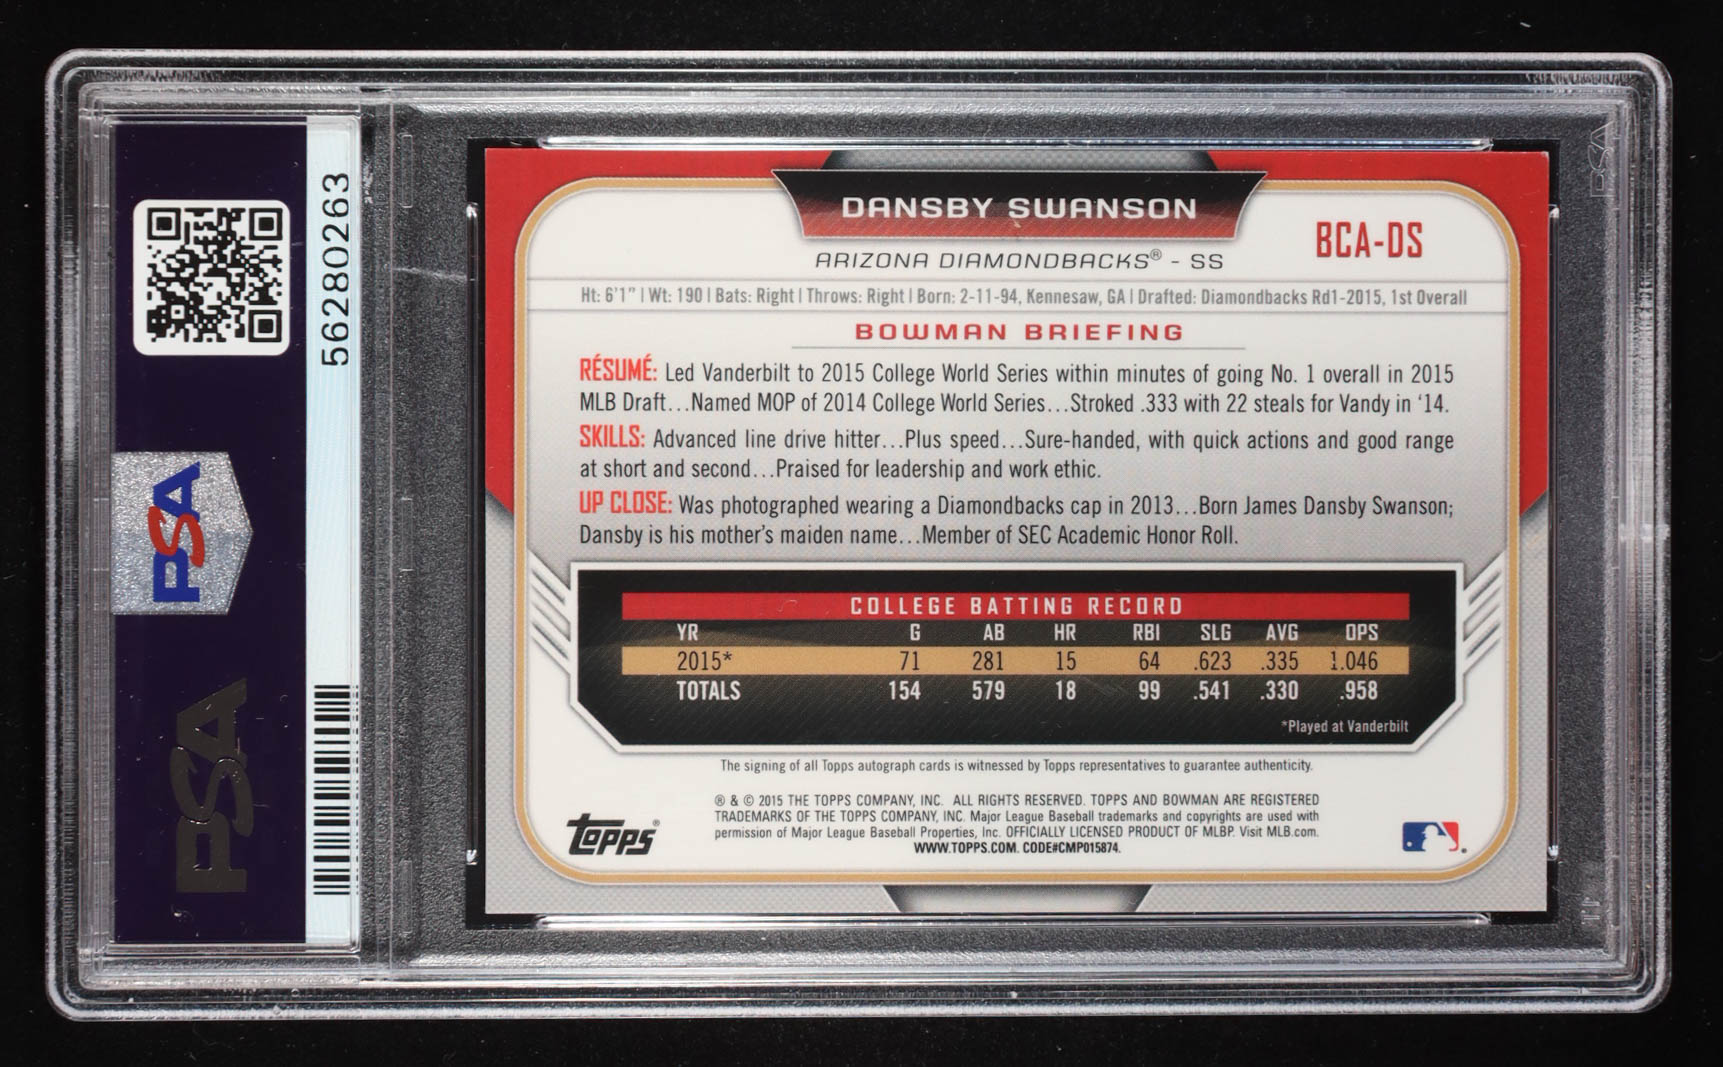 56280263
PSA
PSA
PSA
DANSBY SWANSON
BCA-DS
ARIZONA DIAMONDBACKS® - SS
Ht: 6'1" | Wt: 190 | Bats: Right | Throws: Right | Born: 2-11-94, Kennesaw, GA | Drafted: Diamondbacks Rd1-2015, 1st Overall
BOWMAN BRIEFING
RÉSUMÉ: Led Vanderbilt to 2015 College World Series within minutes of going No. 1 overall in 2015
MLB Draft...Named MOP of 2014 College World Series...Stroked .333 with 22 steals for Vandy in '14.
SKILLS: Advanced line drive hitter...Plus speed...Sure-handed, with quick actions and good range
at short and second...Praised for leadership and work ethic.
UP CLOSE: Was photographed wearing a Diamondbacks cap in 2013...Born James Dansby Swanson;
Dansby is his mother's maiden name...Member of SEC Academic Honor Roll.
COLLEGE BATTING RECORD
YR G AB HR RBI SLG AVG OPS
2015* 71 281 15 64 .623 .335 1.046
TOTALS 154 579 18 99 .541 .330 .958
*Played at Vanderbilt
The signing of all Topps autograph cards is witnessed by Topps representatives to guarantee authenticity.
® & © 2015 THE TOPPS COMPANY, INC. ALL RIGHTS RESERVED. TOPPS AND BOWMAN ARE REGISTERED
TRADEMARKS OF THE TOPPS COMPANY, INC. Major League Baseball trademarks and copyrights are used with
permission of Major League Baseball Properties, Inc. OFFICIALLY LICENSED PRODUCT OF MLBP. Visit MLB.com.
WWW.TOPPS.COM. CODE#CMP015874.
topps®